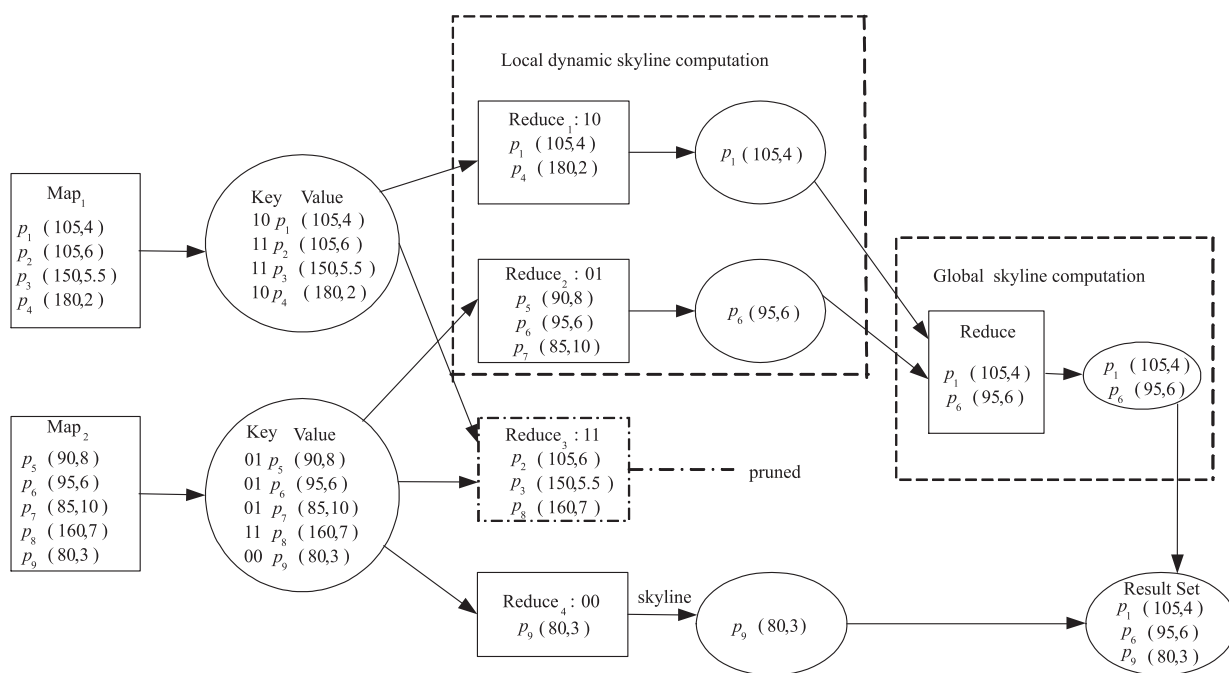 Local dynamic skyline computation
Reduce1 : 10
p1 ( 105,4 )
p4 ( 180,2 )
p1 ( 105,4 )
Map1
p1 ( 105,4 )
p2 ( 105,6 )
p3 ( 150,5.5 )
p4 ( 180,2 )
Key Value
10 p1 ( 105,4 )
11 p2 ( 105,6 )
11 p3 ( 150,5.5 )
10 p4 ( 180,2 )
Reduce2 : 01
p5 ( 90,8 )
p6 ( 95,6 )
p7 ( 85,10 )
p6 ( 95,6 )
Global skyline computation
Reduce
p1 ( 105,4 )
p6 ( 95,6 )
p1 ( 105,4 )
p6 ( 95,6 )
Map2
p5 ( 90,8 )
p6 ( 95,6 )
p7 ( 85,10 )
p8 ( 160,7 )
p9 ( 80,3 )
Key Value
01 p5 ( 90,8 )
01 p6 ( 95,6 )
01 p7 ( 85,10 )
11 p8 ( 160,7 )
00 p9 ( 80,3 )
Reduce3 : 11
p2 ( 105,6 )
p3 ( 150,5.5 )
p8 ( 160,7 )
pruned
Reduce4 : 00
p9 ( 80,3 )
skyline
p9 ( 80,3 )
Result Set
p1 ( 105,4 )
p6 ( 95,6 )
p9 ( 80,3 )